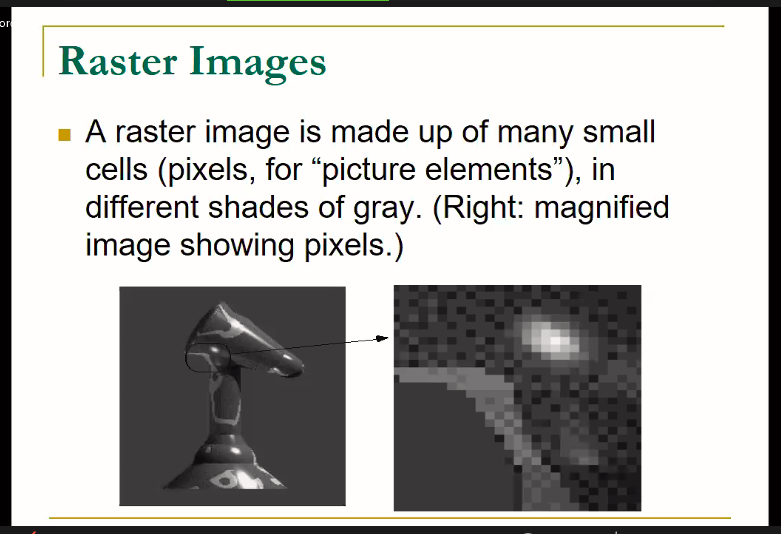 Raster Images
A raster image is made up of many small
cells (pixels, for “picture elements”), in
different shades of gray. (Right: magnified
image showing pixels.)